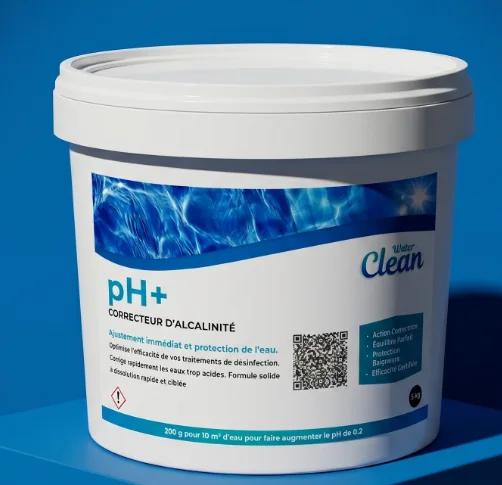 Water
Clean
pH+
CORRECTEUR D'ALCALINITÉ
Ajustement immédiat et protection de l'eau.
Optimise l'efficacité de vos traitements de désinfection.
Corrige rapidement les eaux trop acides. Formule solide
à dissolution rapide et ciblée
• Action Correctrice
• Équilibre Parfait
• Protection
Baigneurs
• Efficacité Certifiée
5 kg
200 g pour 10 m³ d'eau pour faire augmenter le pH de 0.2